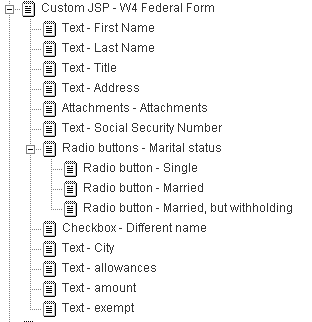 Custom JSP - W4 Federal Form
Text - First Name
Text - Last Name
Text - Title
Text - Address
Attachments - Attachments
Text - Social Security Number
Radio buttons - Marital status
Radio button - Single
Radio button - Married
Radio button - Married, but withholding
Checkbox - Different name
Text - City
Text - allowances
Text - amount
Text - exempt